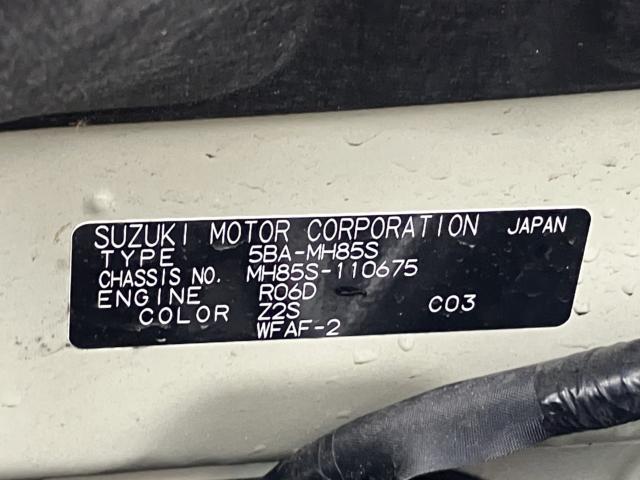 SUZUKI MOTOR CORPORATION JAPAN
TYPE 5BA-MH85S
CHASSIS NO. MH85S-110675
ENGINE R06D
COLOR Z2S C03
WFAF-2